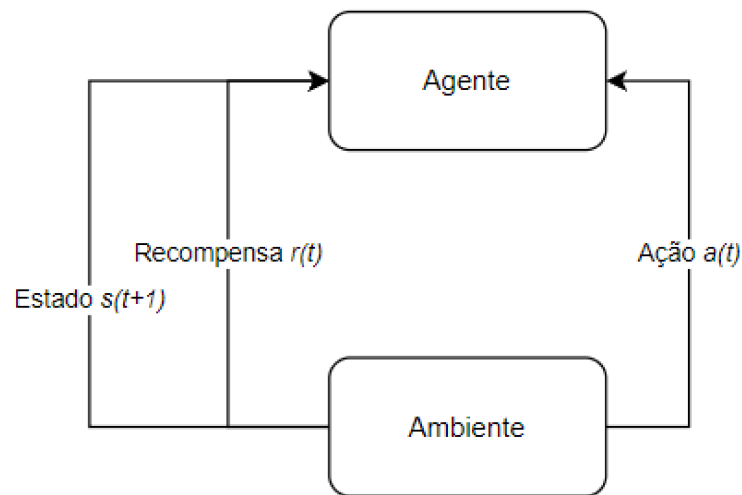 Agente
Recompensa r(t)
Ação a(t)
Estado s(t+1)
Ambiente